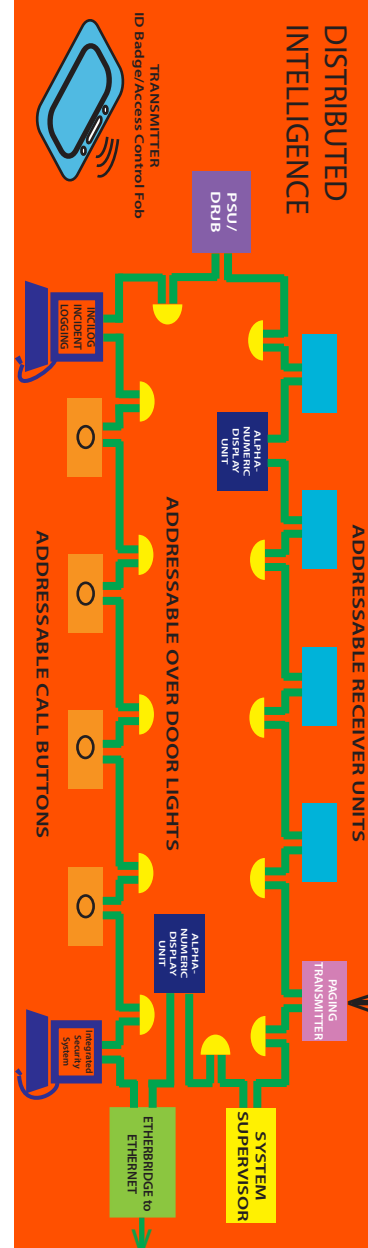 DISTRIBUTED
INTELLIGENCE
TRANSMITTER
ID Badge/Access Control Fob
PSU/
DRJB
ADDRESSABLE RECEIVER UNITS
ALPHA-
NUMERIC
DISPLAY
UNIT
PAGING
TRANSMITTER
SYSTEM
SUPERVISOR
INCILOG
INCIDENT
LOGGING
ADDRESSABLE OVER DOOR LIGHTS
ADDRESSABLE CALL BUTTONS
ALPHA-
NUMERIC
DISPLAY
UNIT
Integrated
Security
System
ETHERBRIDGE to
ETHERNET